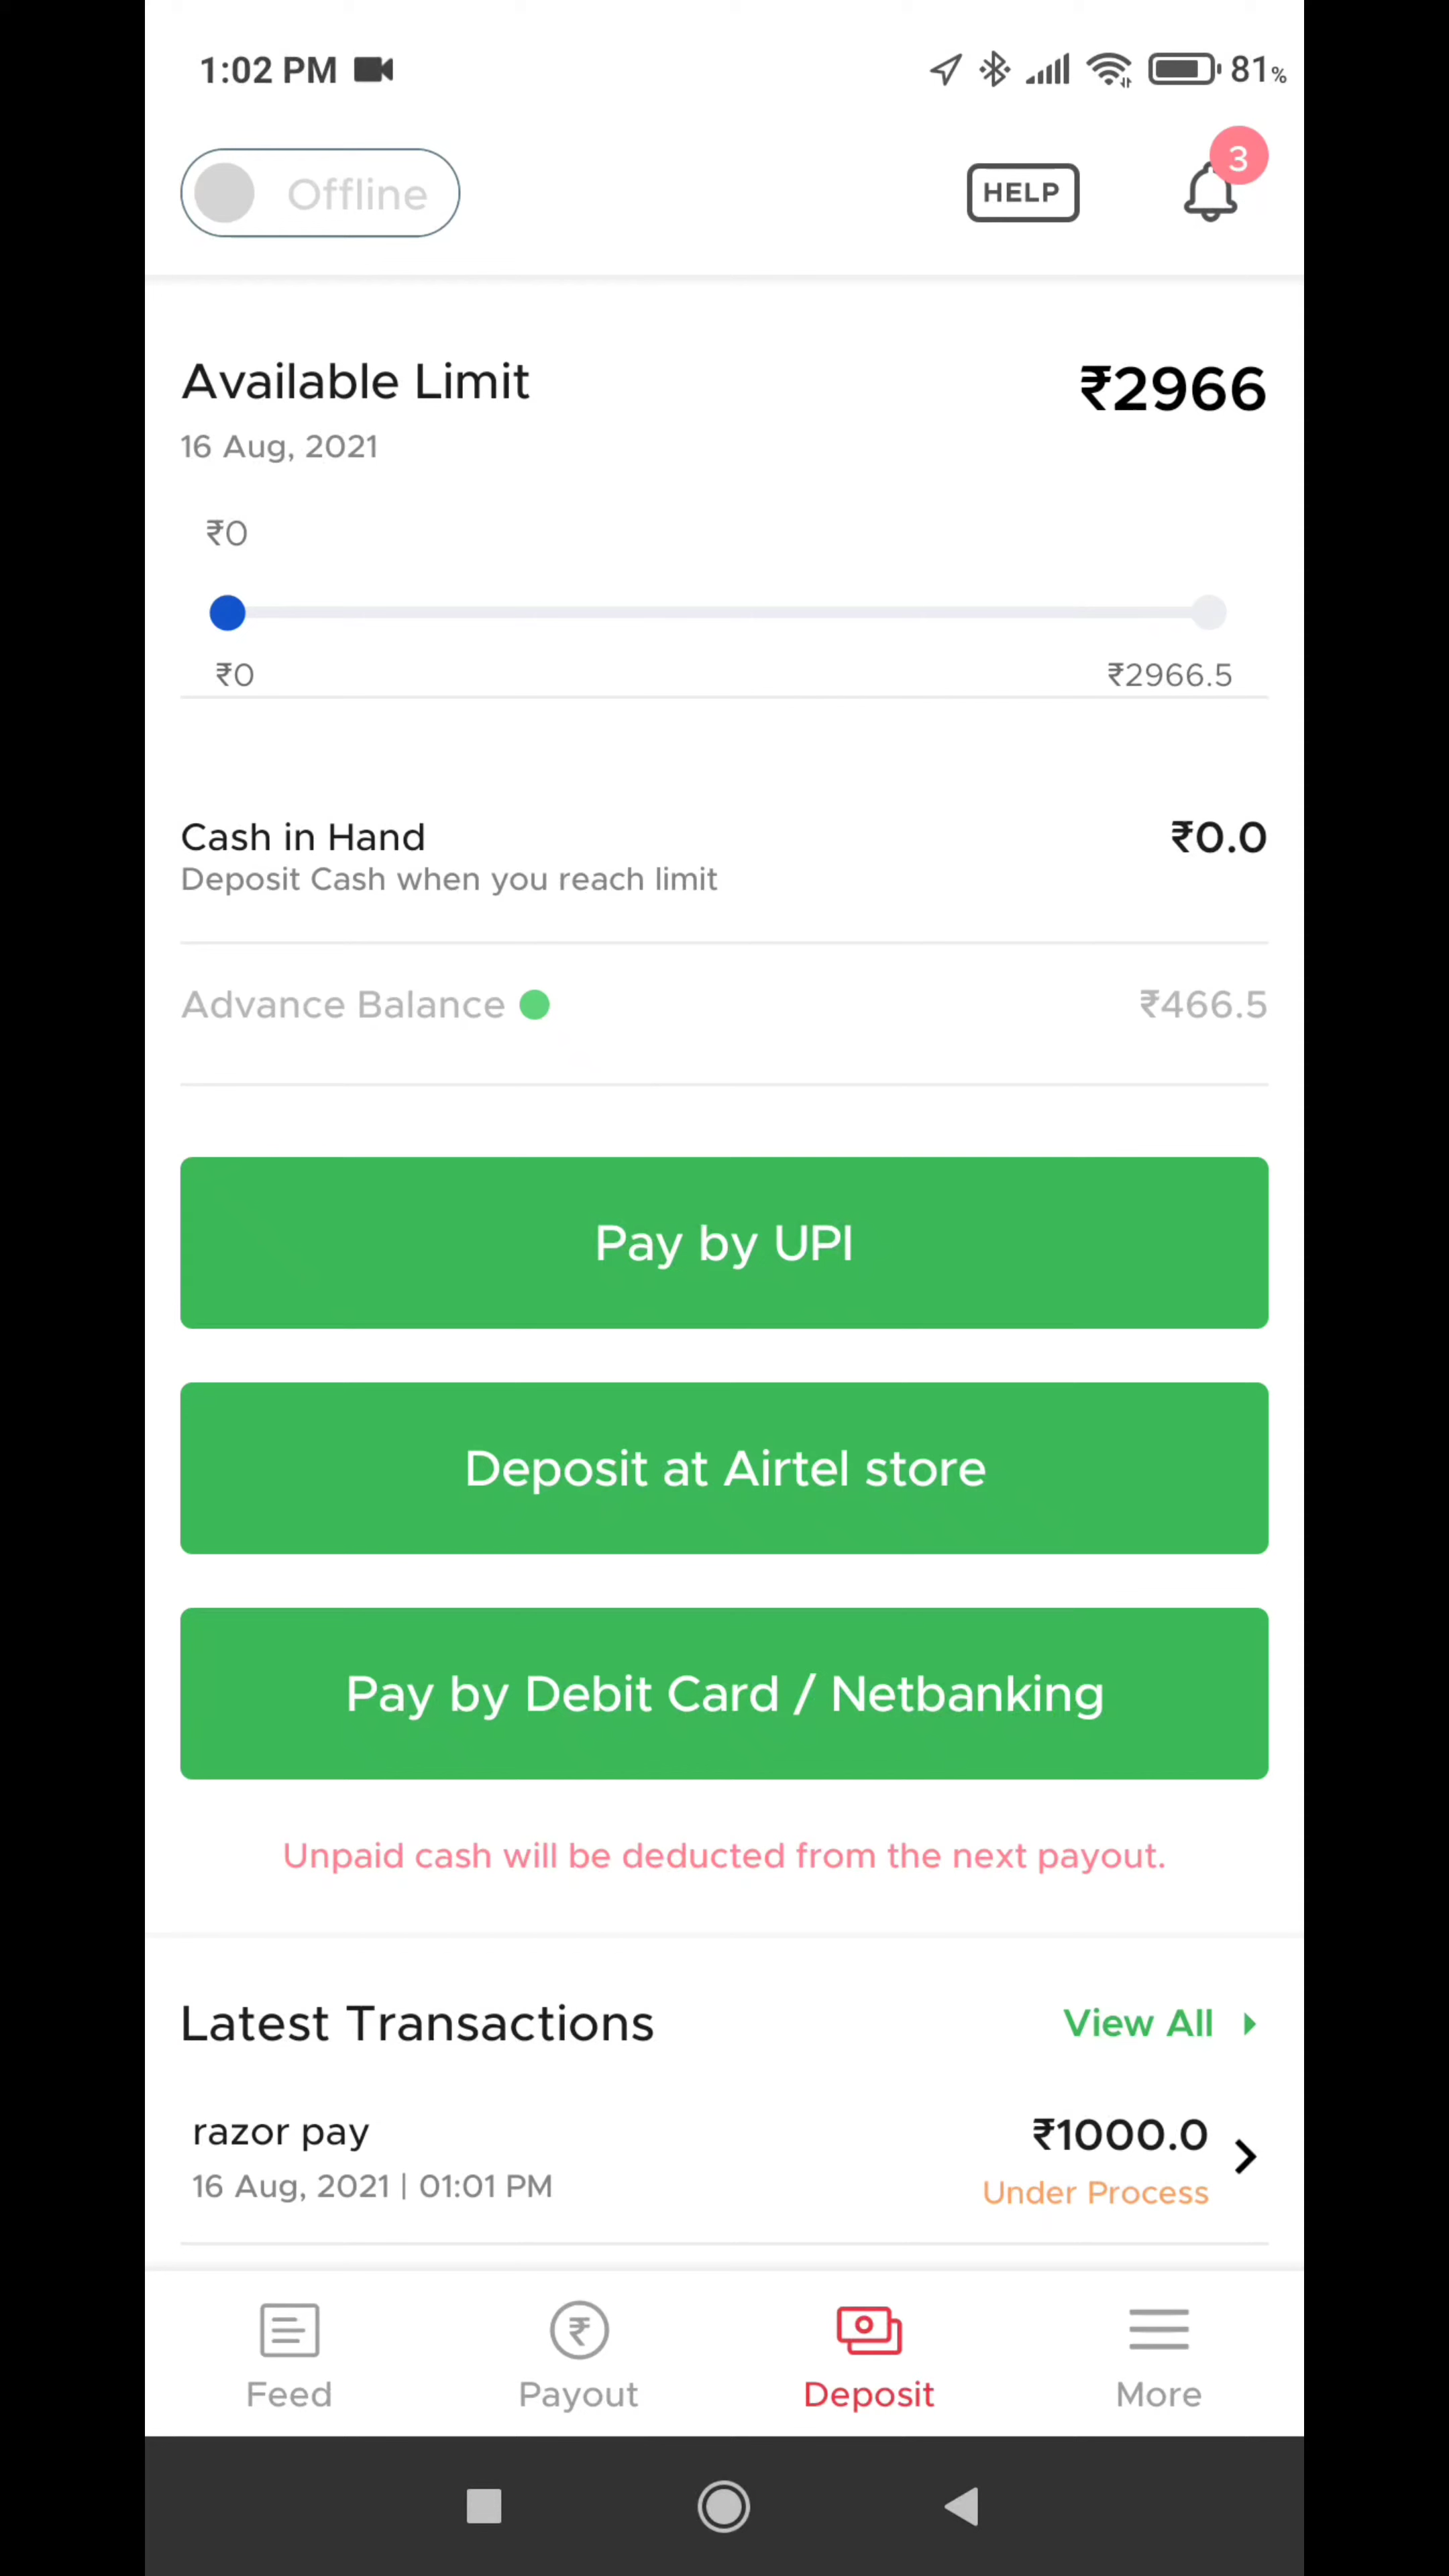 1:02 PM 81%
Offline HELP 3
Available Limit ₹2966
16 Aug, 2021
₹0
₹0 ₹2966.5
Cash in Hand ₹0.0
Deposit Cash when you reach limit
Advance Balance ₹466.5
Pay by UPI
Deposit at Airtel store
Pay by Debit Card / Netbanking
Unpaid cash will be deducted from the next payout.
Latest Transactions View All
razor pay ₹1000.0
16 Aug, 2021 | 01:01 PM Under Process
Feed Payout Deposit More